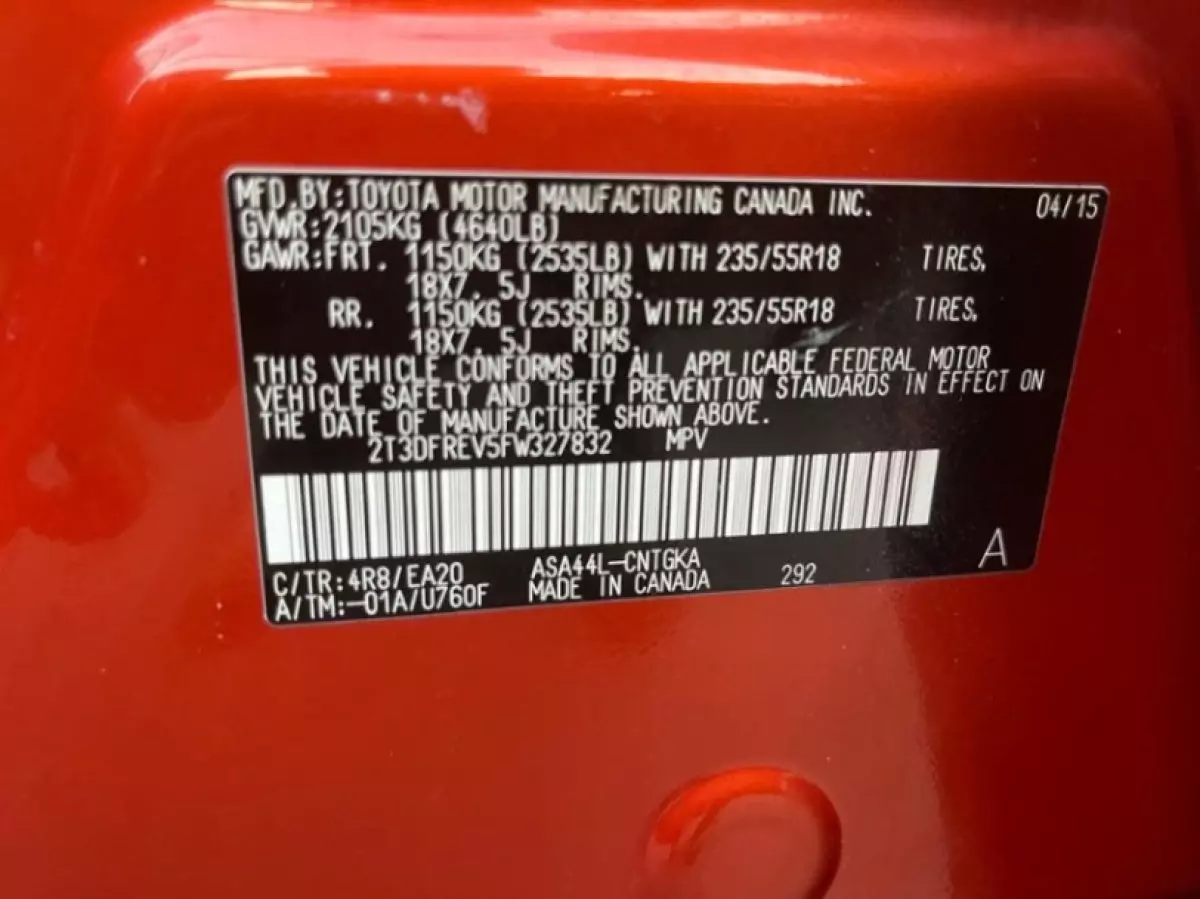 MFD.BY:TOYOTA MOTOR MANUFACTURING CANADA INC. 04/15
GVWR:2105KG (4640LB)
GAWR:FRT. 1150KG (2535LB) WITH 235/55R18 TIRES,
18X7.5J RIMS.
RR. 1150KG (2535LB) WITH 235/55R18 TIRES,
18X7.5J RIMS.
THIS VEHICLE CONFORMS TO ALL APPLICABLE FEDERAL MOTOR
VEHICLE SAFETY AND THEFT PREVENTION STANDARDS IN EFFECT ON
THE DATE OF MANUFACTURE SHOWN ABOVE.
2T3DFREV5FW327832 MPV
C/TR:4R8/EA20 ASA44L-CNTGKA
A/TM:-01A/U760F MADE IN CANADA 292 A